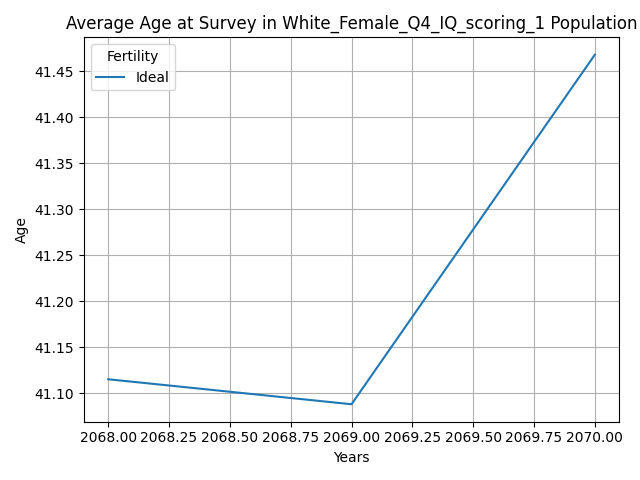 Average Age at Survey in White_Female_Q4_IQ_scoring_1 Population
Fertility
Ideal
41.45
41.40
41.35
41.30
41.25
41.20
41.15
41.10
Age
2068.00 2068.25 2068.50 2068.75 2069.00 2069.25 2069.50 2069.75 2070.00
Years